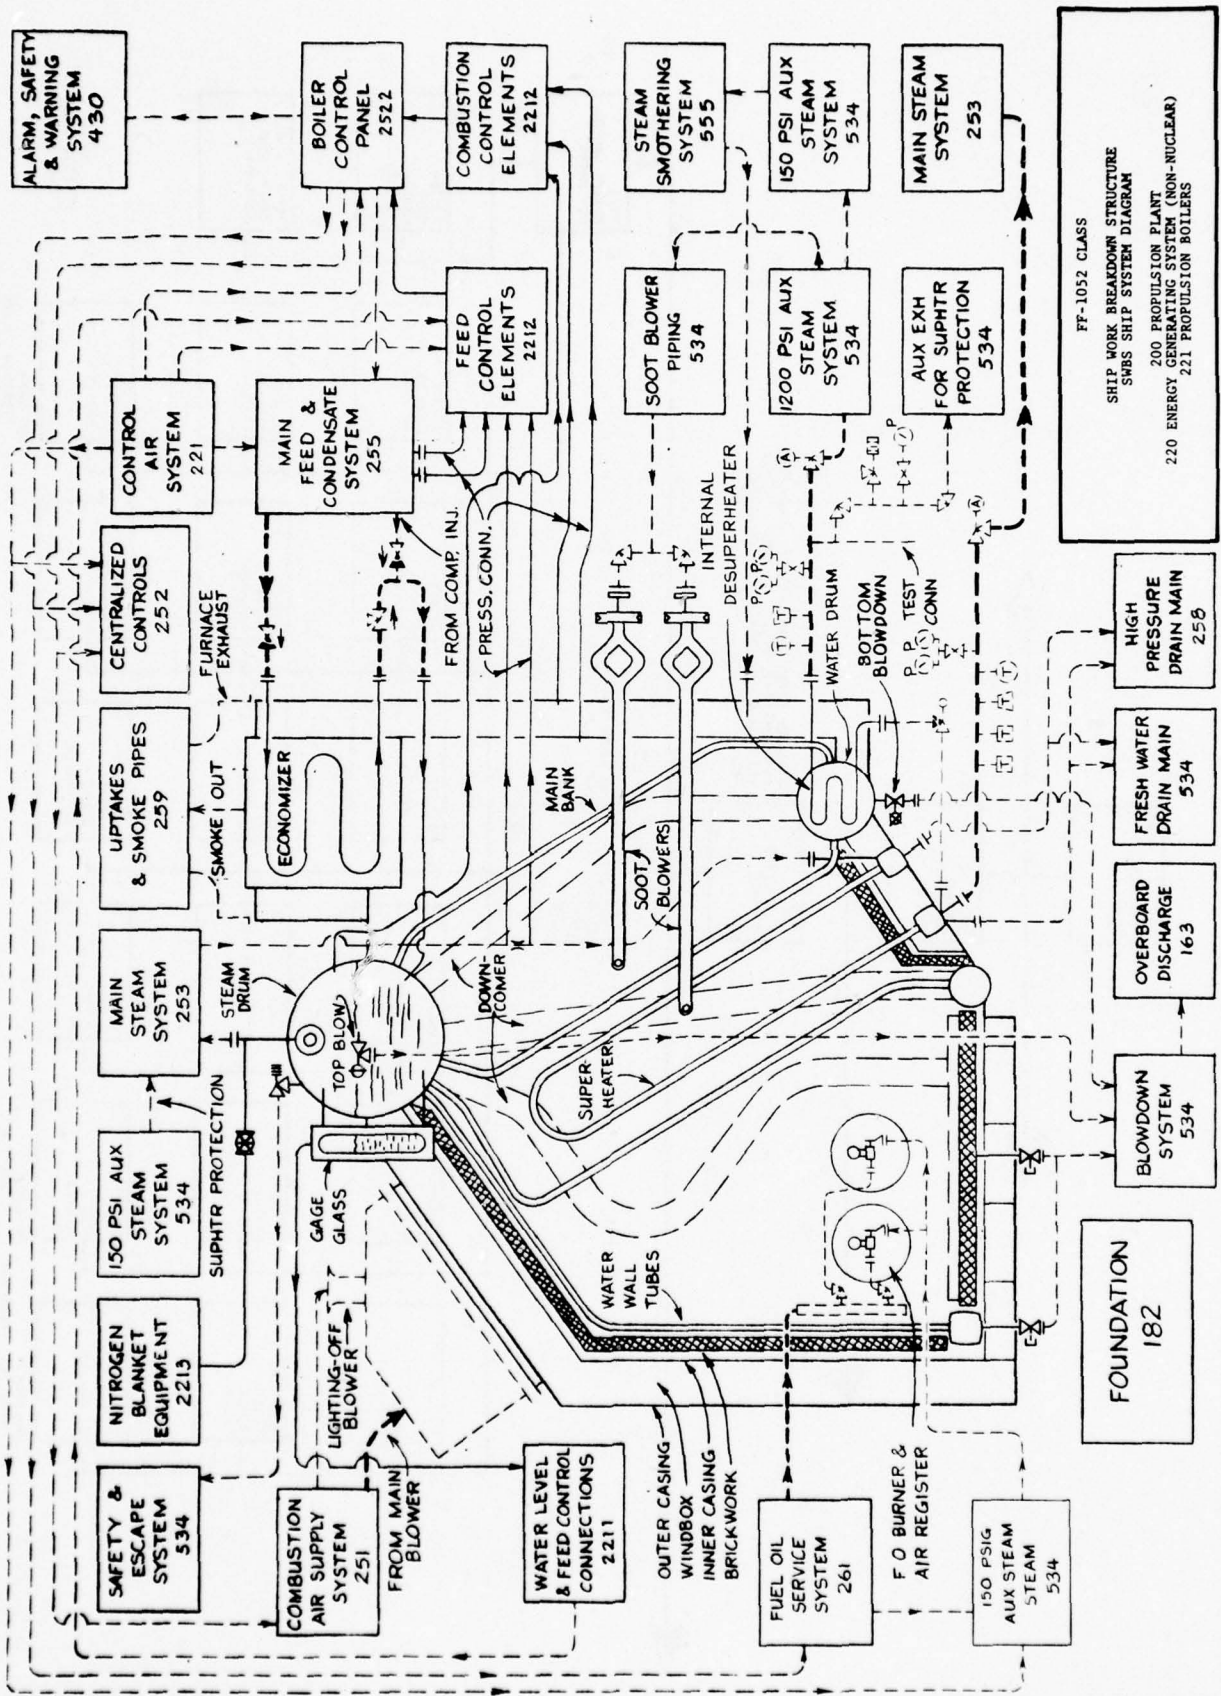 ALARM, SAFETY
& WARNING
SYSTEM
430
BOILER
CONTROL
PANEL
2522
COMBUSTION
CONTROL
ELEMENTS
2212
STEAM
SMOTHERING
SYSTEM
555
150 PSI AUX
STEAM
SYSTEM
534
MAIN STEAM
SYSTEM
253
CONTROL
AIR
SYSTEM
221
MAIN
FEED &
CONDENSATE
SYSTEM
255
FEED
CONTROL
ELEMENTS
2212
SOOT BLOWER
PIPING
534
1200 PSI AUX
STEAM
SYSTEM
534
AUX EXH
FOR SUPHTR
PROTECTION
534
CENTRALIZED
CONTROLS
252
FURNACE
EXHAUST
FROM COMP. INJ.
PRESS. CONN.
INTERNAL
DESUPERHEATER
WATER DRUM
BOTTOM
BLOWDOWN
TEST
CONN
A
P
P
P
A
P
P
T
T
T
T
T
T
UPTAKES
& SMOKE PIPES
259
SMOKE OUT
ECONOMIZER
MAIN
BANK
SOOT
BLOWERS
HIGH
PRESSURE
DRAIN MAIN
258
FRESH WATER
DRAIN MAIN
534
OVERBOARD
DISCHARGE
163
BLOWDOWN
SYSTEM
534
MAIN
STEAM
SYSTEM
253
STEAM
DRUM
TOP BLOW
DOWN-
COMER
SUPER-
HEATER
150 PSI AUX
STEAM
SYSTEM
534
SUPHTR PROTECTION
GAGE
GLASS
WATER
WALL
TUBES
NITROGEN
BLANKET
EQUIPMENT
2213
LIGHTING-OFF
BLOWER
SAFETY &
ESCAPE
SYSTEM
534
COMBUSTION
AIR SUPPLY
SYSTEM
251
FROM MAIN
BLOWER
WATER LEVEL
& FEED CONTROL
CONNECTIONS
2211
OUTER CASING
WINDBOX
INNER CASING
BRICKWORK
FUEL OIL
SERVICE
SYSTEM
261
F O BURNER &
AIR REGISTER
150 PSIG
AUX STEAM
STEAM
534
FOUNDATION
182
FF-1052 CLASS
SHIP WORK BREAKDOWN STRUCTURE
SWBS SHIP SYSTEM DIAGRAM
200 PROPULSION PLANT
220 ENERGY GENERATING SYSTEM (NON-NUCLEAR)
221 PROPULSION BOILERS